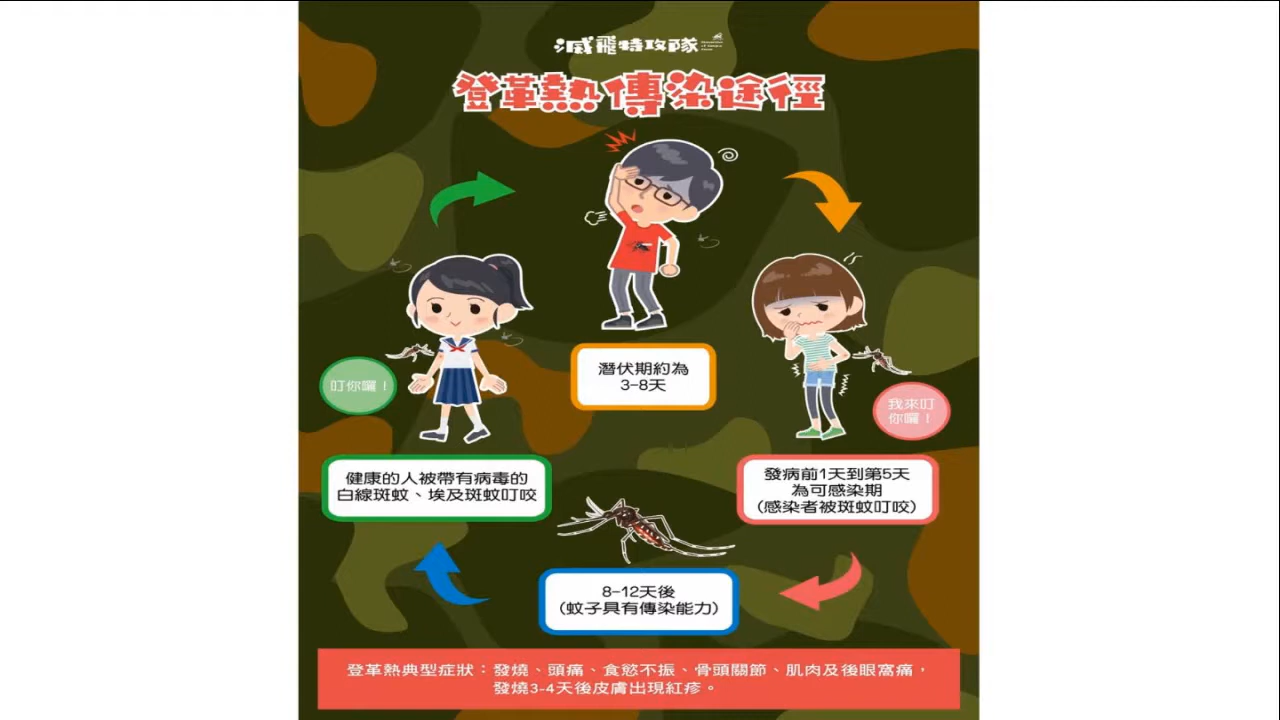 滅飛特攻隊
登革熱傳染途徑
潛伏期約為
3-8天
叮你囉！
我來叮
你囉！
健康的人被帶有病毒的
白線斑蚊、埃及斑蚊叮咬
發病前1天到第5天
為可感染期
(感染者被斑蚊叮咬)
8-12天後
(蚊子具有傳染能力)
登革熱典型症狀：發燒、頭痛、食慾不振、骨頭關節、肌肉及後眼窩痛，
發燒3-4天後皮膚出現紅疹。